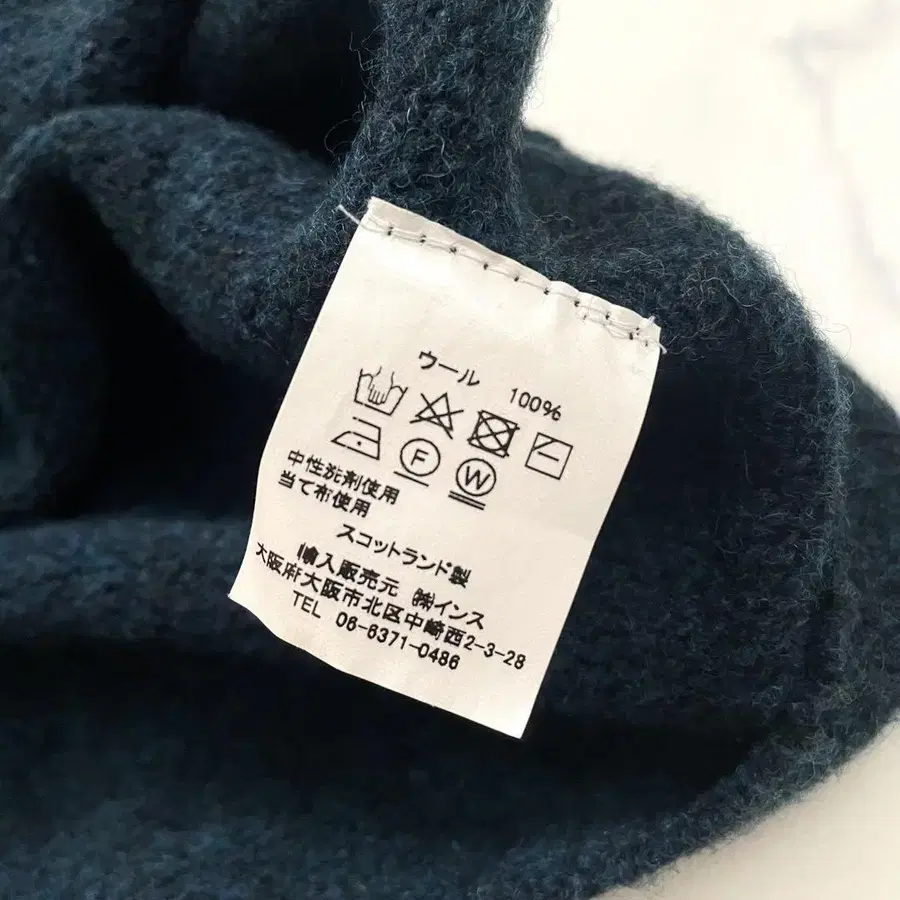 ウール 100%
F W
中性洗剤使用
当て布使用
スコットランド製
輸入販売元 ㈱インス
大阪府大阪市北区中崎西2-3-28
TEL 06-6371-0486